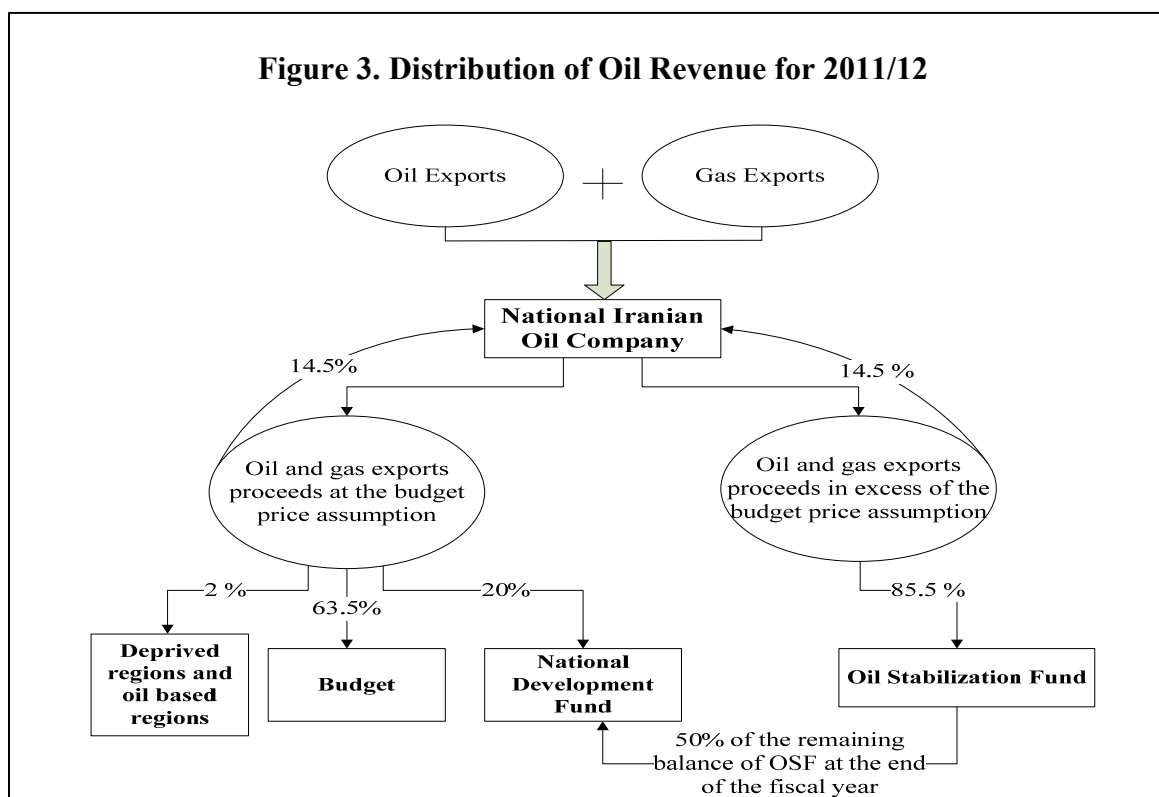 Figure 3. Distribution of Oil Revenue for 2011/12
Oil Exports
Gas Exports
National Iranian
Oil Company
14.5%
14.5 %
Oil and gas exports
proceeds at the budget
price assumption
Oil and gas exports
proceeds in excess of the
budget price assumption
2 %
63.5%
20%
85.5 %
Deprived
regions and
oil based
regions
Budget
National
Development
Fund
Oil Stabilization Fund
50% of the remaining
balance of OSF at the end
of the fiscal year